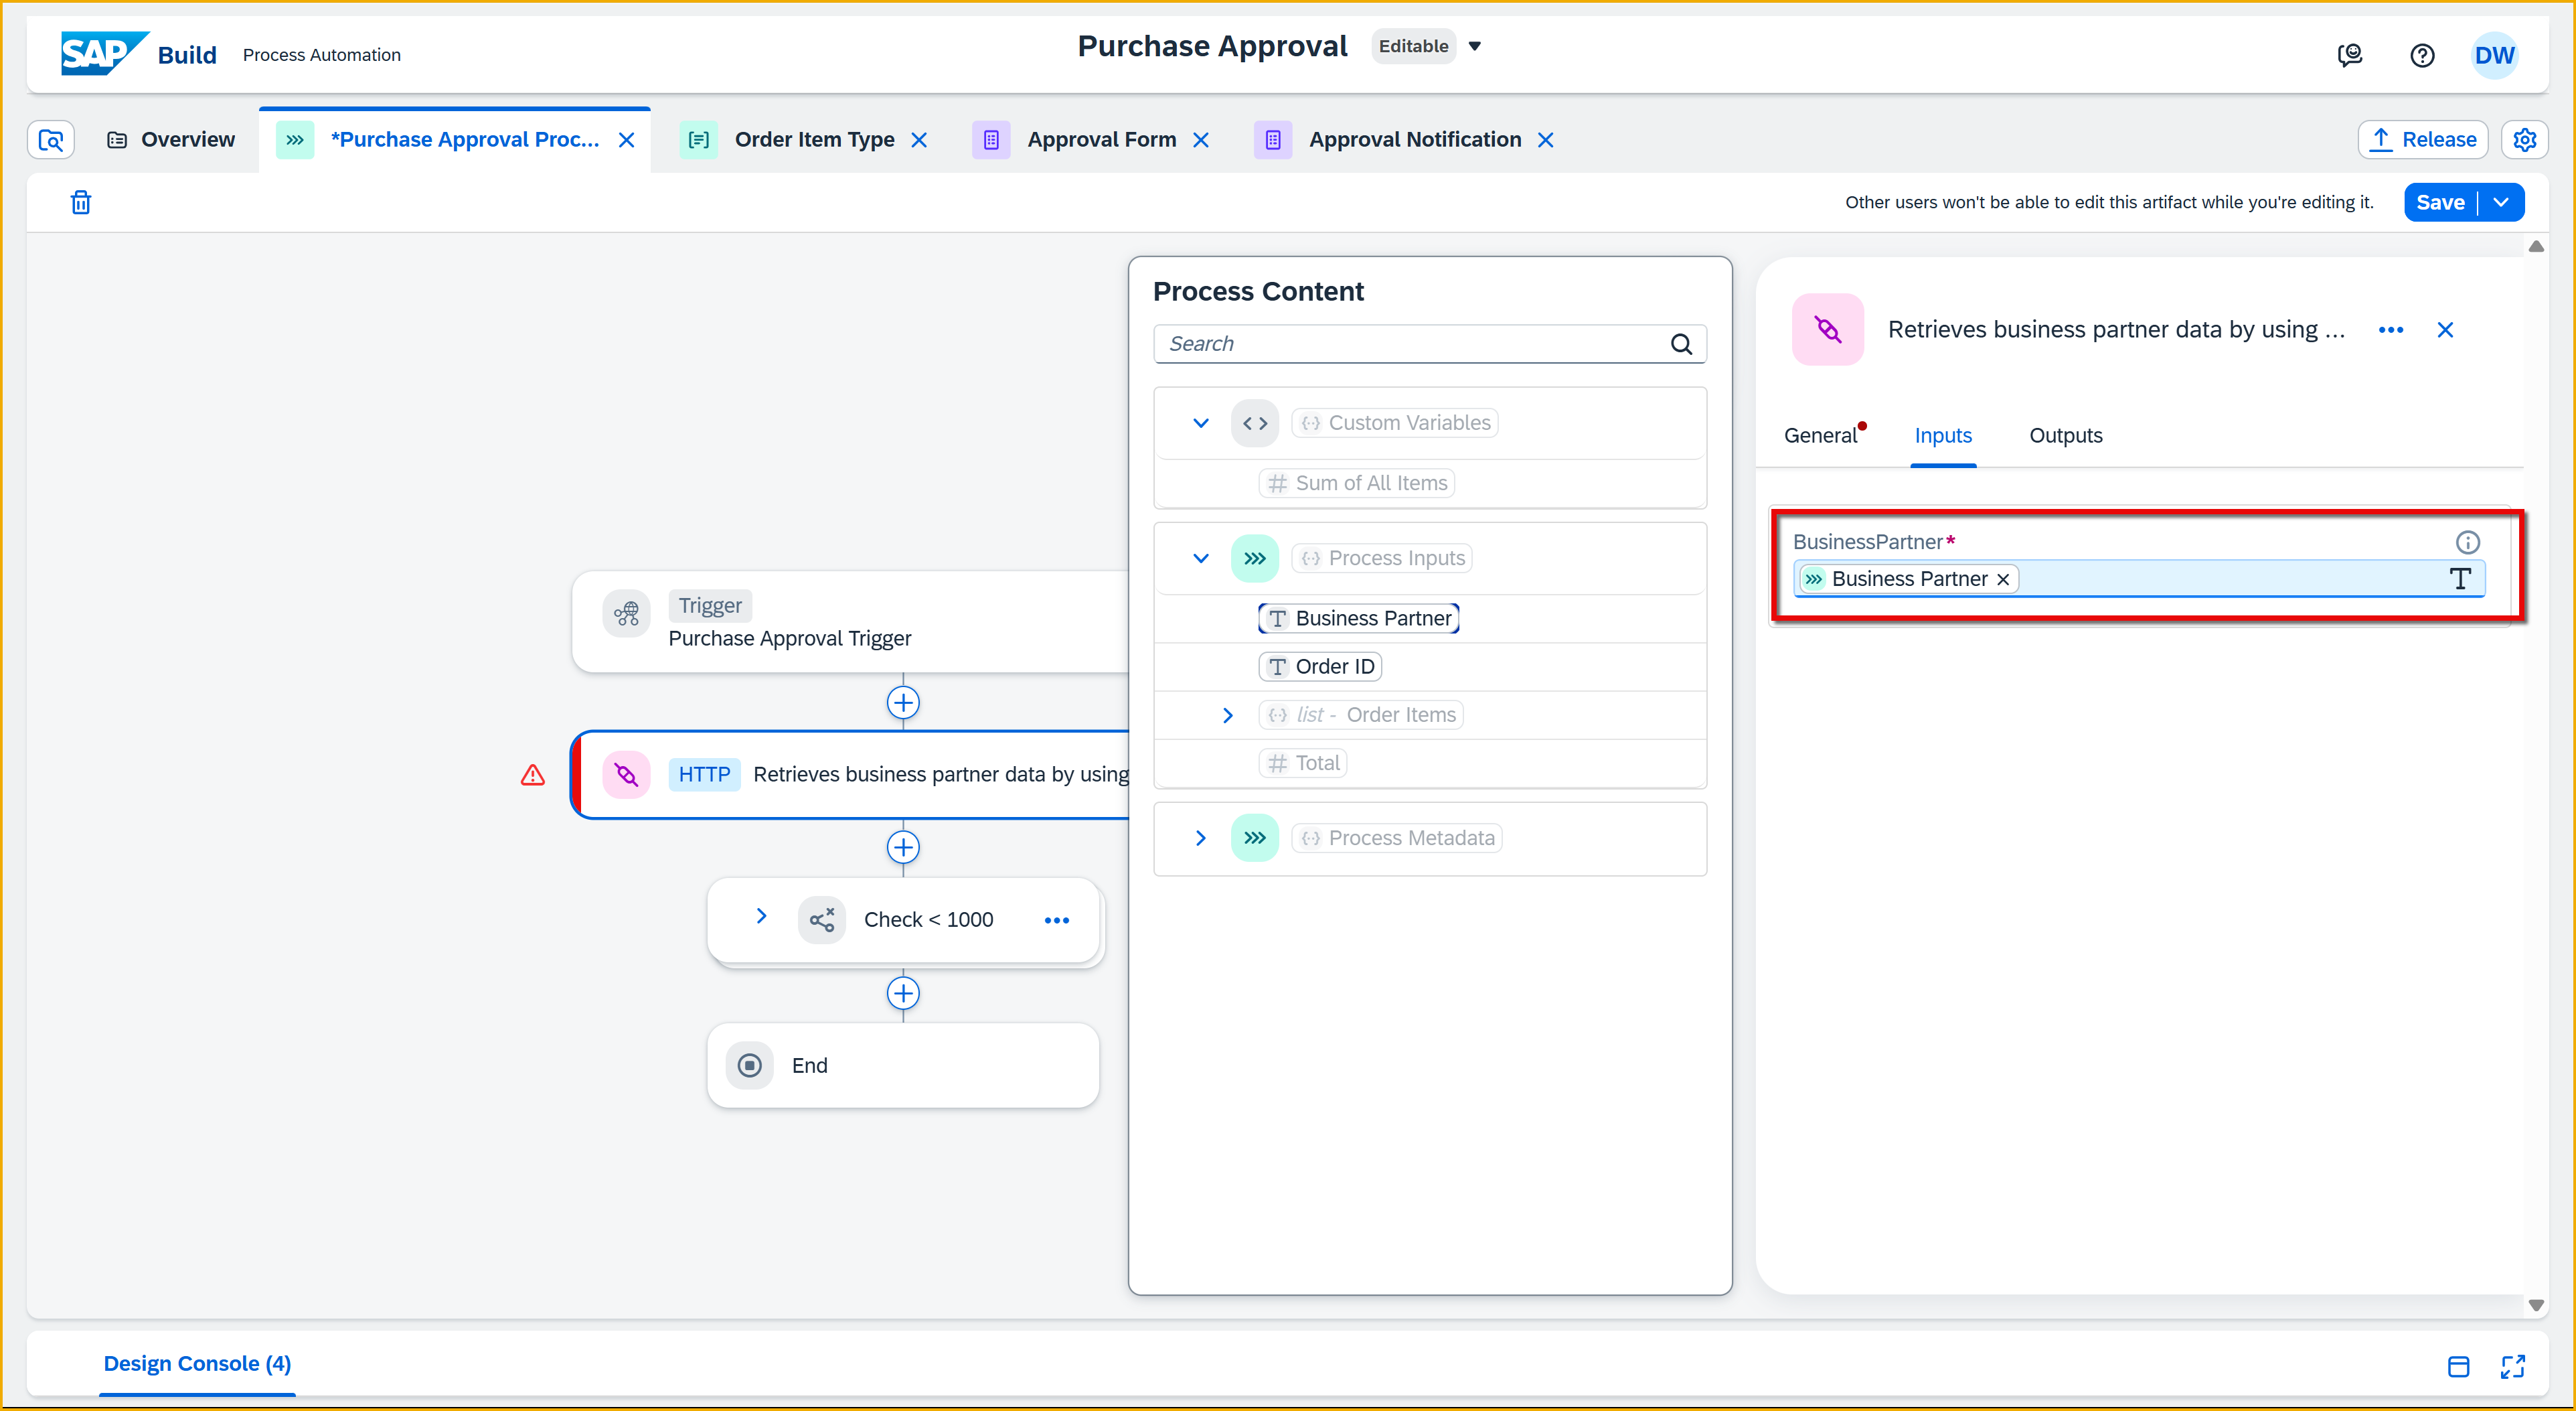 SAP Build Process Automation
Purchase Approval Editable
DW
Overview
*Purchase Approval Proc...
Order Item Type
Approval Form
Approval Notification
Release
Other users won't be able to edit this artifact while you're editing it.
Save
Trigger
Purchase Approval Trigger
HTTP Retrieves business partner data by using
Check < 1000
End
Process Content
Search
Custom Variables
Sum of All Items
Process Inputs
Business Partner
Order ID
list - Order Items
Total
Process Metadata
Retrieves business partner data by using ...
General Inputs Outputs
BusinessPartner*
Business Partner
Design Console (4)